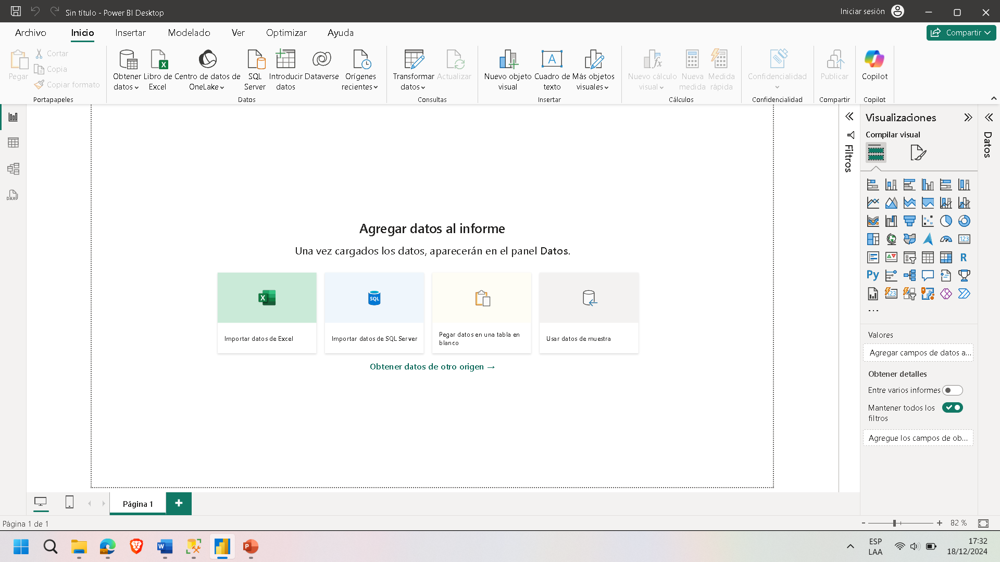 Sin título - Power BI Desktop
Iniciar sesión
Archivo
Inicio
Insertar
Modelado
Ver
Optimizar
Ayuda
Compartir
Pegar
Cortar
Copia
Copiar formato
Portapapeles
Obtener datos
Libro de Excel
Centro de datos de OneLake
SQL Server
Introducir datos
Dataverse
Orígenes recientes
Datos
Transformar datos
Actualizar
Consultas
Nuevo objeto visual
Cuadro de texto
Más objetos visuales
Insertar
Nuevo cálculo visual
Nueva medida
Medida rápida
Cálculos
Confidencialidad
Confidencialidad
Publicar
Compartir
Copilot
Copilot
DAX
Agregar datos al informe
Una vez cargados los datos, aparecerán en el panel Datos.
SQL
Importar datos de Excel
Importar datos de SQL Server
Pegar datos en una tabla en
blanco
Usar datos de muestra
Obtener datos de otro origen →
Filtros
Visualizaciones
Compilar visual
123
R
Py
123
Valores
Agregar campos de datos a...
Obtener detalles
Entre varios informes
Mantener todos los
filtros
Agregue los campos de ob...
Datos
Página 1
Página 1 de 1
82 %
ESP
LAA
17:32
18/12/2024